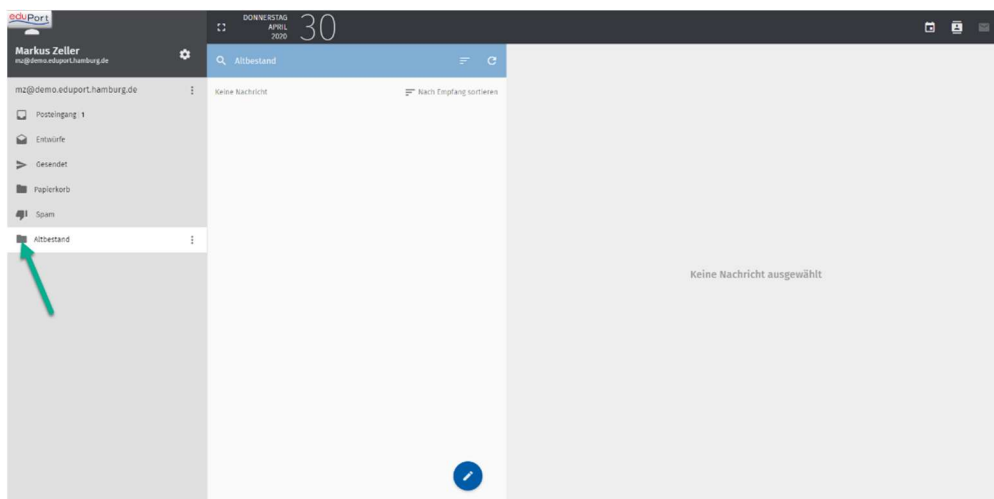 eduPort
DONNERSTAG
APRIL
2020
30
Markus Zeller
mz@demo.eduport.hamburg.de
Altbestand
mz@demo.eduport.hamburg.de
Keine Nachricht
Nach Empfang sortieren
Posteingang 1
Entwürfe
Gesendet
Papierkorb
Spam
Altbestand
Keine Nachricht ausgewählt